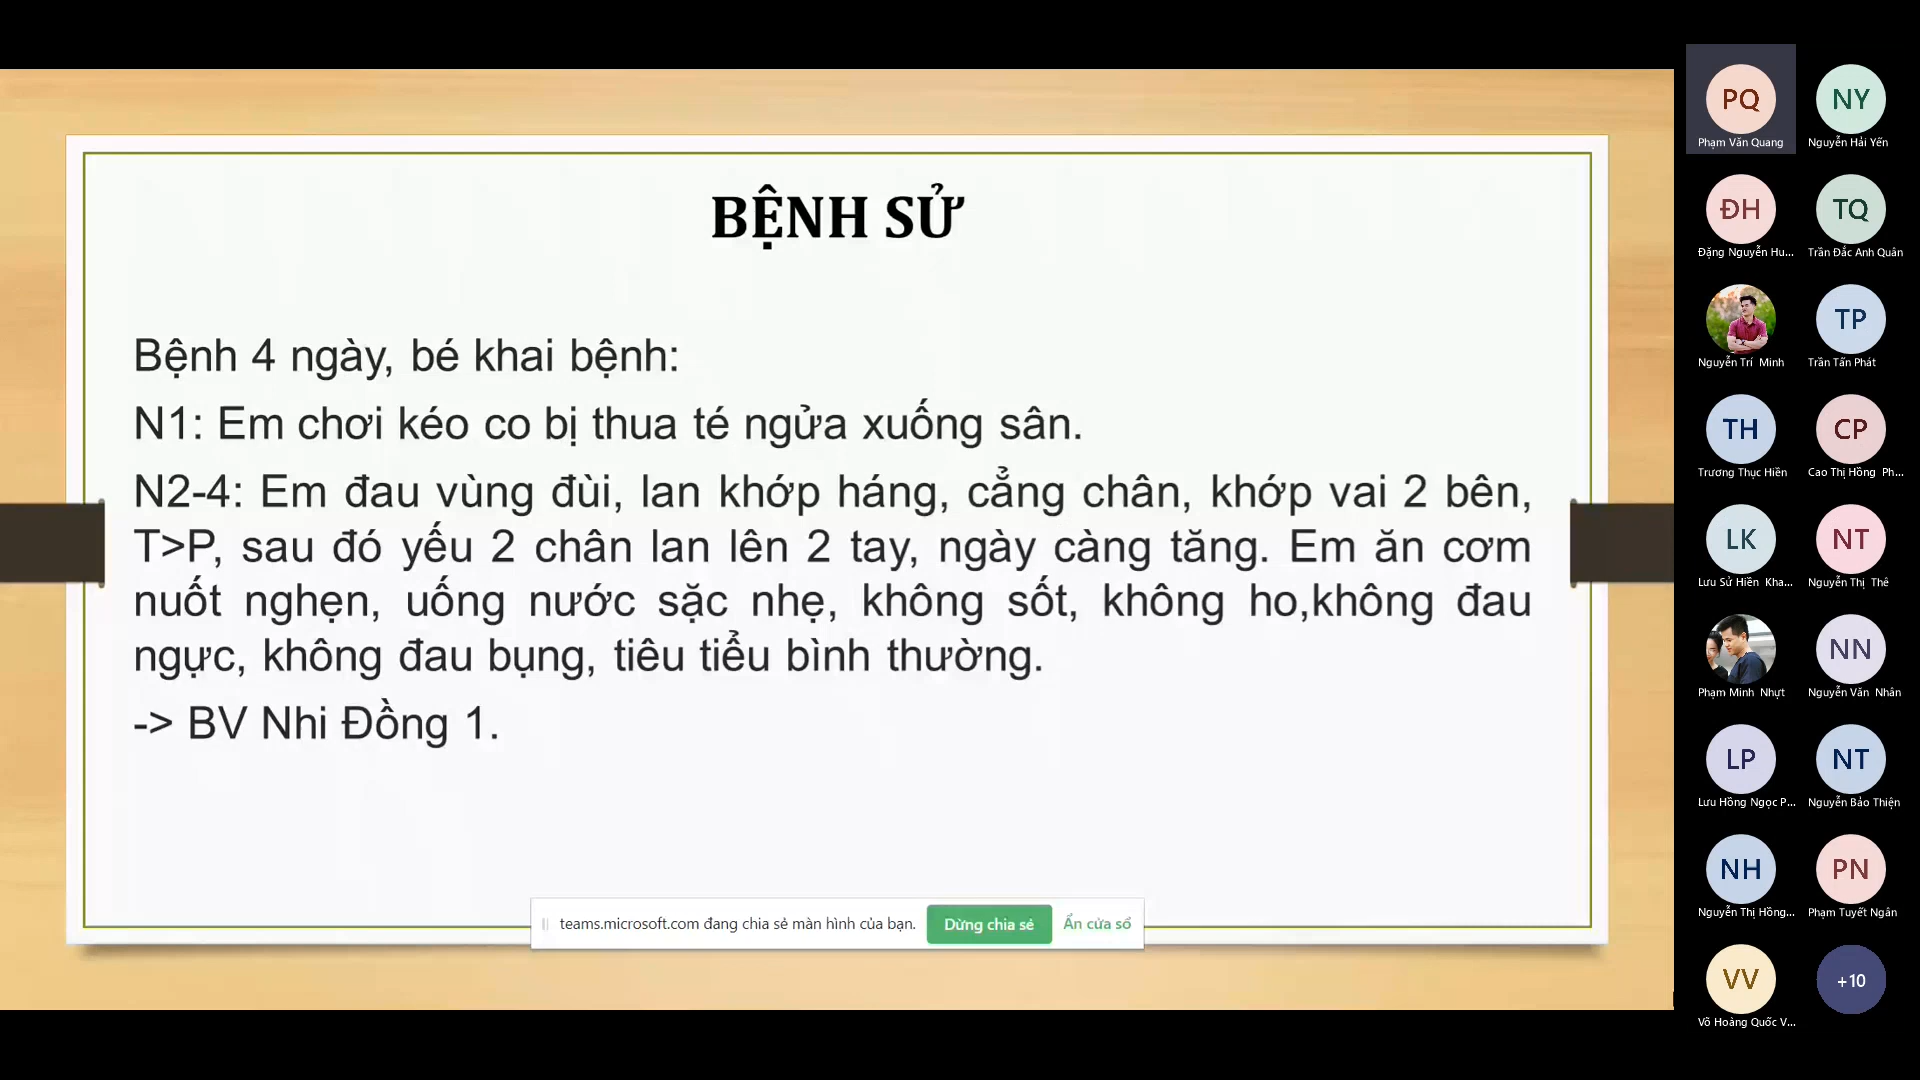 BỆNH SỬ
Bệnh 4 ngày, bé khai bệnh:
N1: Em chơi kéo co bị thua té ngửa xuống sân.
N2-4: Em đau vùng đùi, lan khớp háng, cẳng chân, khớp vai 2 bên,
T>P, sau đó yếu 2 chân lan lên 2 tay, ngày càng tăng. Em ăn cơm
nuốt nghẹn, uống nước sặc nhẹ, không sốt, không ho,không đau
ngực, không đau bụng, tiêu tiểu bình thường.
-> BV Nhi Đồng 1.
teams.microsoft.com đang chia sẻ màn hình của bạn.
Dừng chia sẻ
Ẩn cửa sổ
PQ
NY
Phạm Văn Quang
Nguyễn Hải Yến
ĐH
TQ
Đặng Nguyễn Hu...
Trần Đắc Anh Quân
TP
Nguyễn Trí Minh
Trần Tấn Phát
TH
CP
Trương Thục Hiền
Cao Thị Hồng Ph...
LK
NT
Lưu Sử Hiền Kha...
Nguyễn Thị Thê
NN
Phạm Minh Nhựt
Nguyễn Văn Nhân
LP
NT
Lưu Hồng Ngọc P...
Nguyễn Bảo Thiện
NH
PN
Nguyễn Thị Hồng...
Phạm Tuyết Ngân
VV
+10
Võ Hoàng Quốc V...